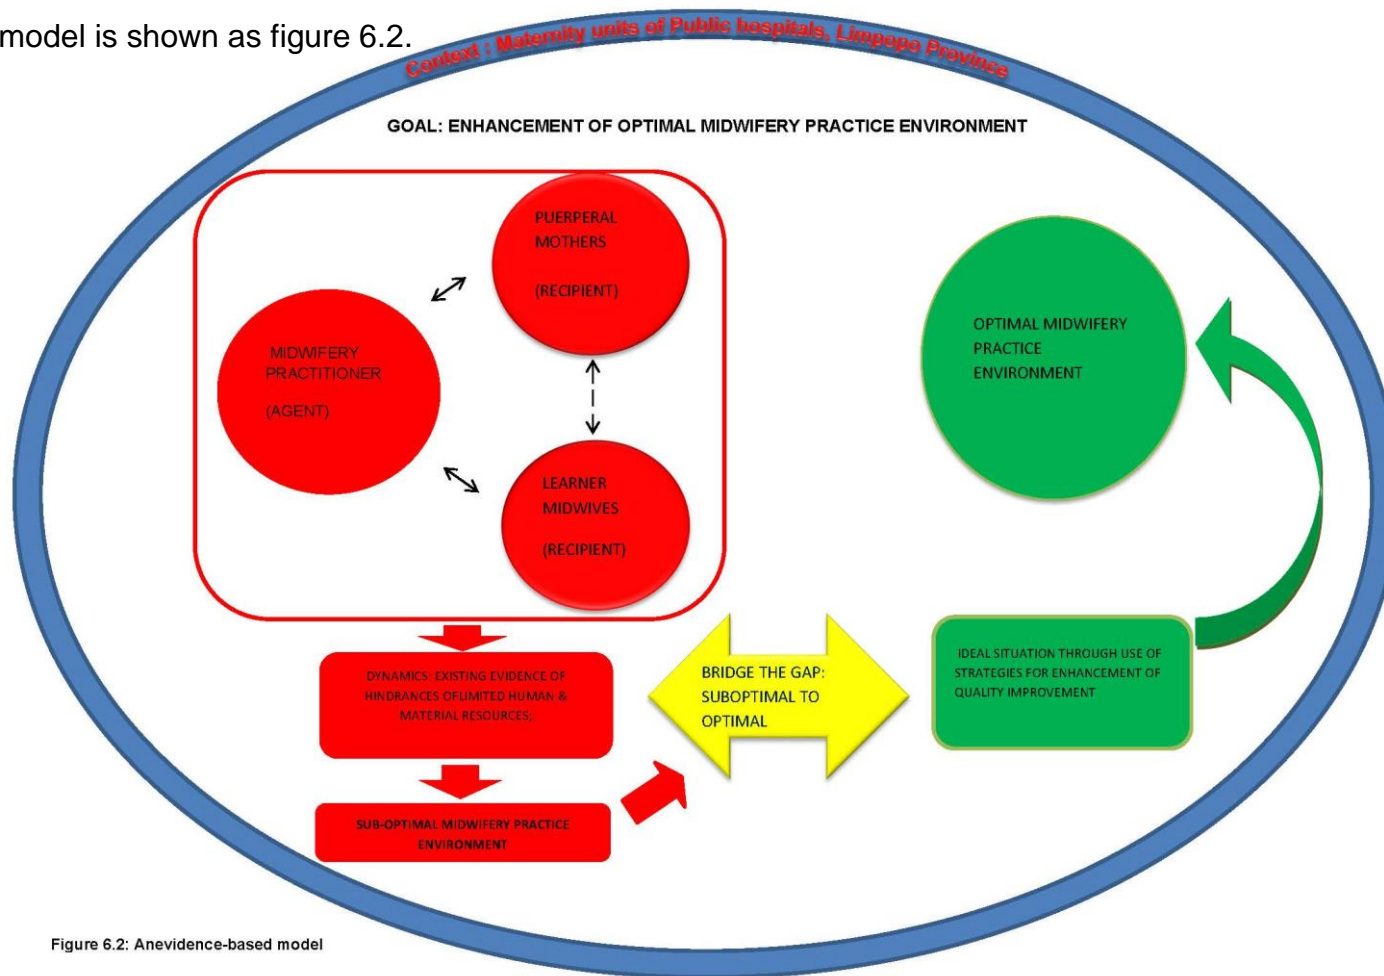 model is shown as figure 6.2.
Context : Maternity units of Public hospitals, Limpopo Province
GOAL: ENHANCEMENT OF OPTIMAL MIDWIFERY PRACTICE ENVIRONMENT
PUERPERAL
MOTHERS
(RECIPIENT)
MIDWIFERY
PRACTITIONER
(AGENT)
LEARNER
MIDWIVES
(RECIPIENT)
OPTIMAL MIDWIFERY
PRACTICE
ENVIRONMENT
DYNAMICS: EXISTING EVIDENCE OF
HINDRANCES OFLIMITED HUMAN &
MATERIAL RESOURCES;
BRIDGE THE GAP:
SUBOPTIMAL TO
OPTIMAL
IDEAL SITUATION THROUGH USE OF
STRATEGIES FOR ENHANCEMENT OF
QUALITY IMPROVEMENT
SUB-OPTIMAL MIDWIFERY PRACTICE
ENVIRONMENT
Figure 6.2: Anevidence-based model